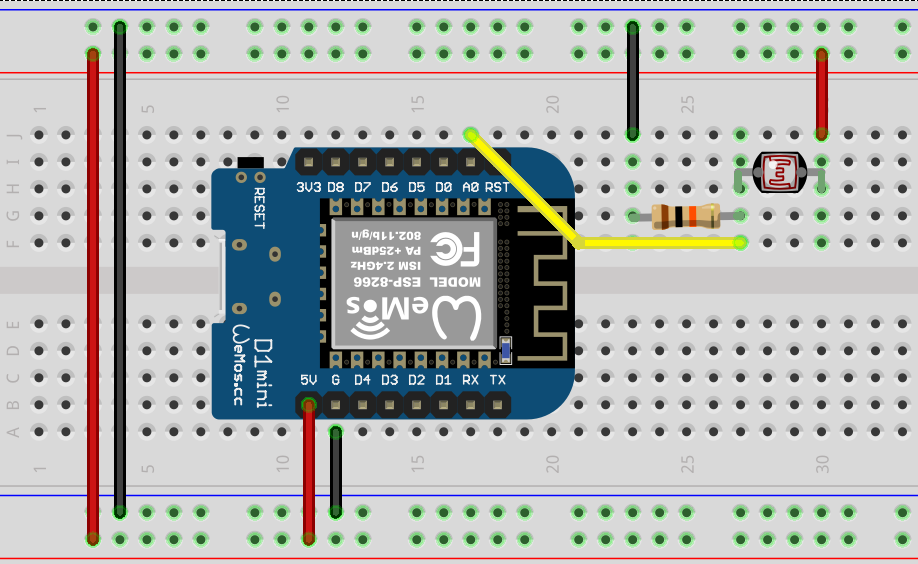 1 5 10 15 20 25 30
J
I
H
G
F
3V3 D8 D7 D6 D5 D0 A0 RST
RESET
WeMos
MODEL ESP-8266
ISM 2.4GHz
PA +25dBm
802.11b/n/g
FC
D1mini
WeMos.cc
5V G D4 D3 D2 D1 RX TX
E
D
C
B
A
1 5 10 15 20 25 30